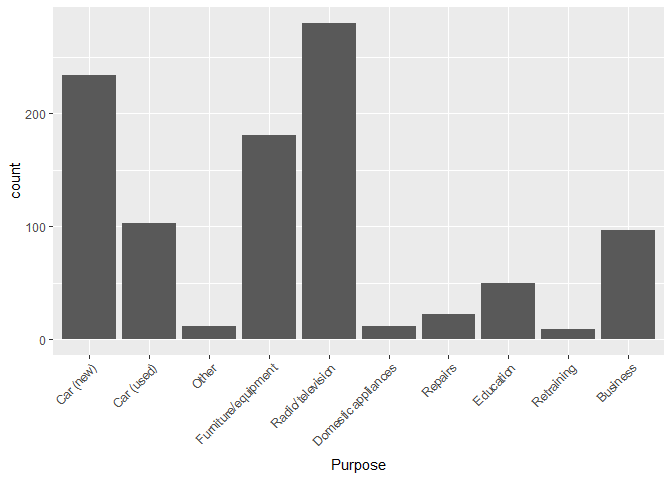 count
200
100
0
Car (new)
Car (used)
Other
Furniture/equipment
Radio/television
Domestic appliances
Repairs
Education
Retraining
Business
Purpose